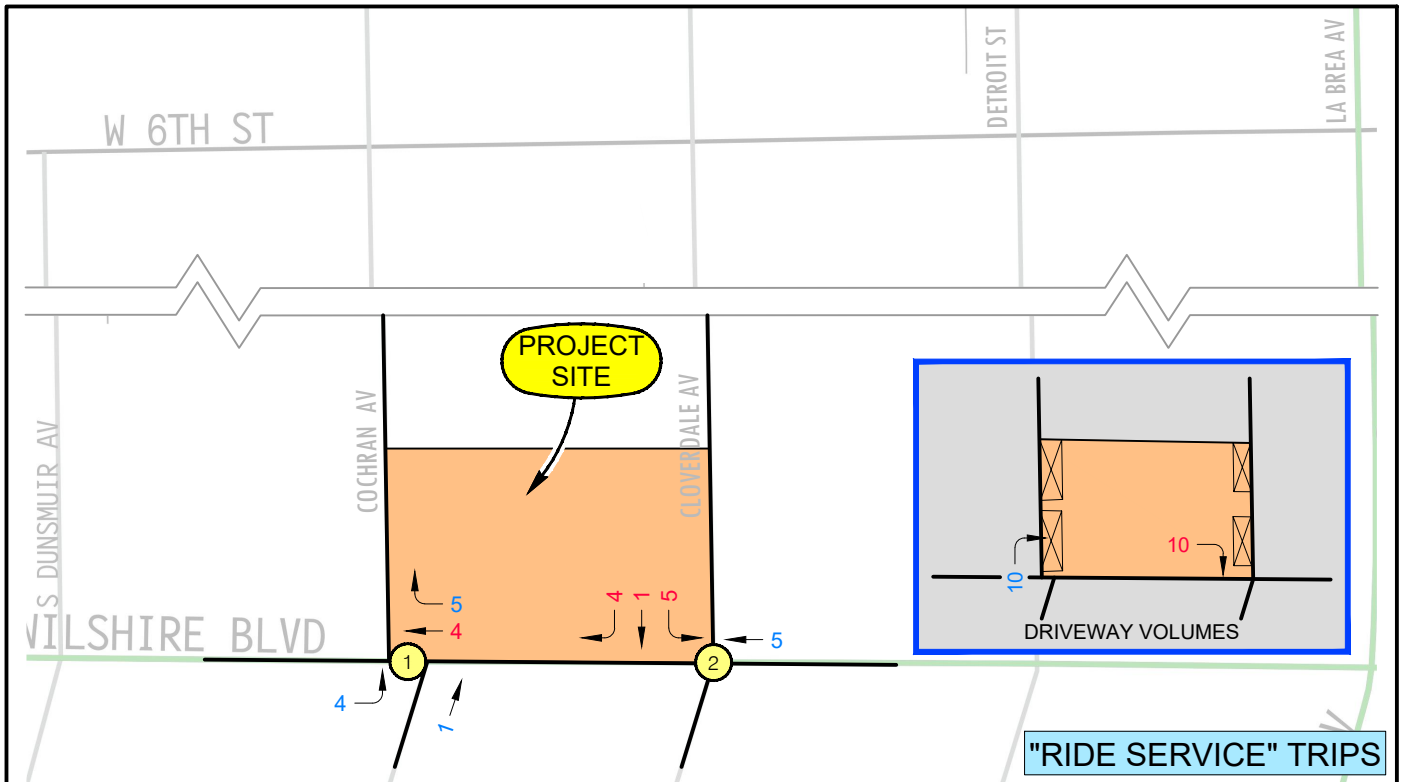 W 6TH ST
DETROIT ST
LA BREA AV
PROJECT
SITE
COCHRAN AV
CLOVERDALE AV
S DUNSMUIR AV
WILSHIRE BLVD
5
4
4
1
5
5
1
2
4
1
10
10
DRIVEWAY VOLUMES
"RIDE SERVICE" TRIPS